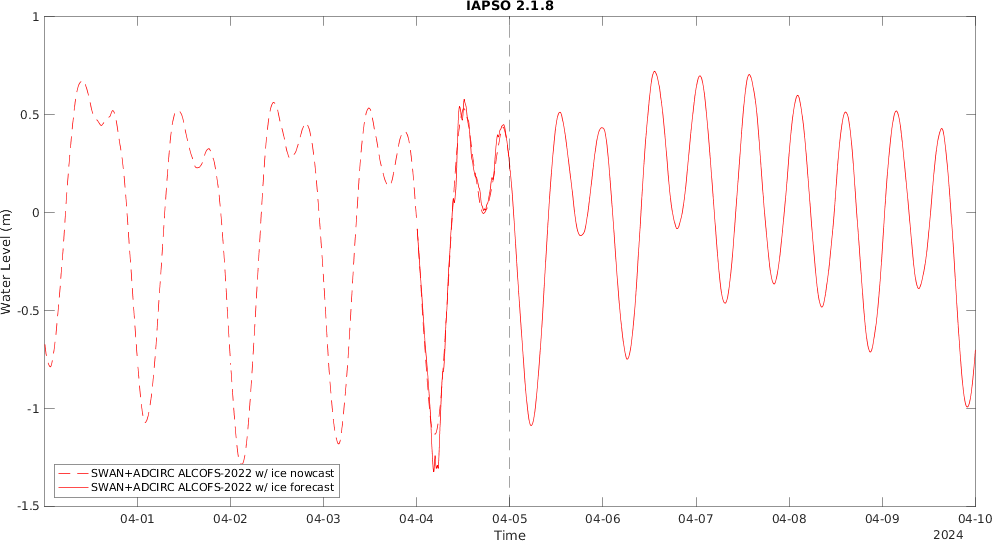 IAPSO 2.1.8
1
0.5
0
-0.5
-1
-1.5
Water Level (m)
SWAN+ADCIRC ALCOFS-2022 w/ ice nowcast
SWAN+ADCIRC ALCOFS-2022 w/ ice forecast
04-01 04-02 04-03 04-04 04-05 04-06 04-07 04-08 04-09 04-10
Time
2024